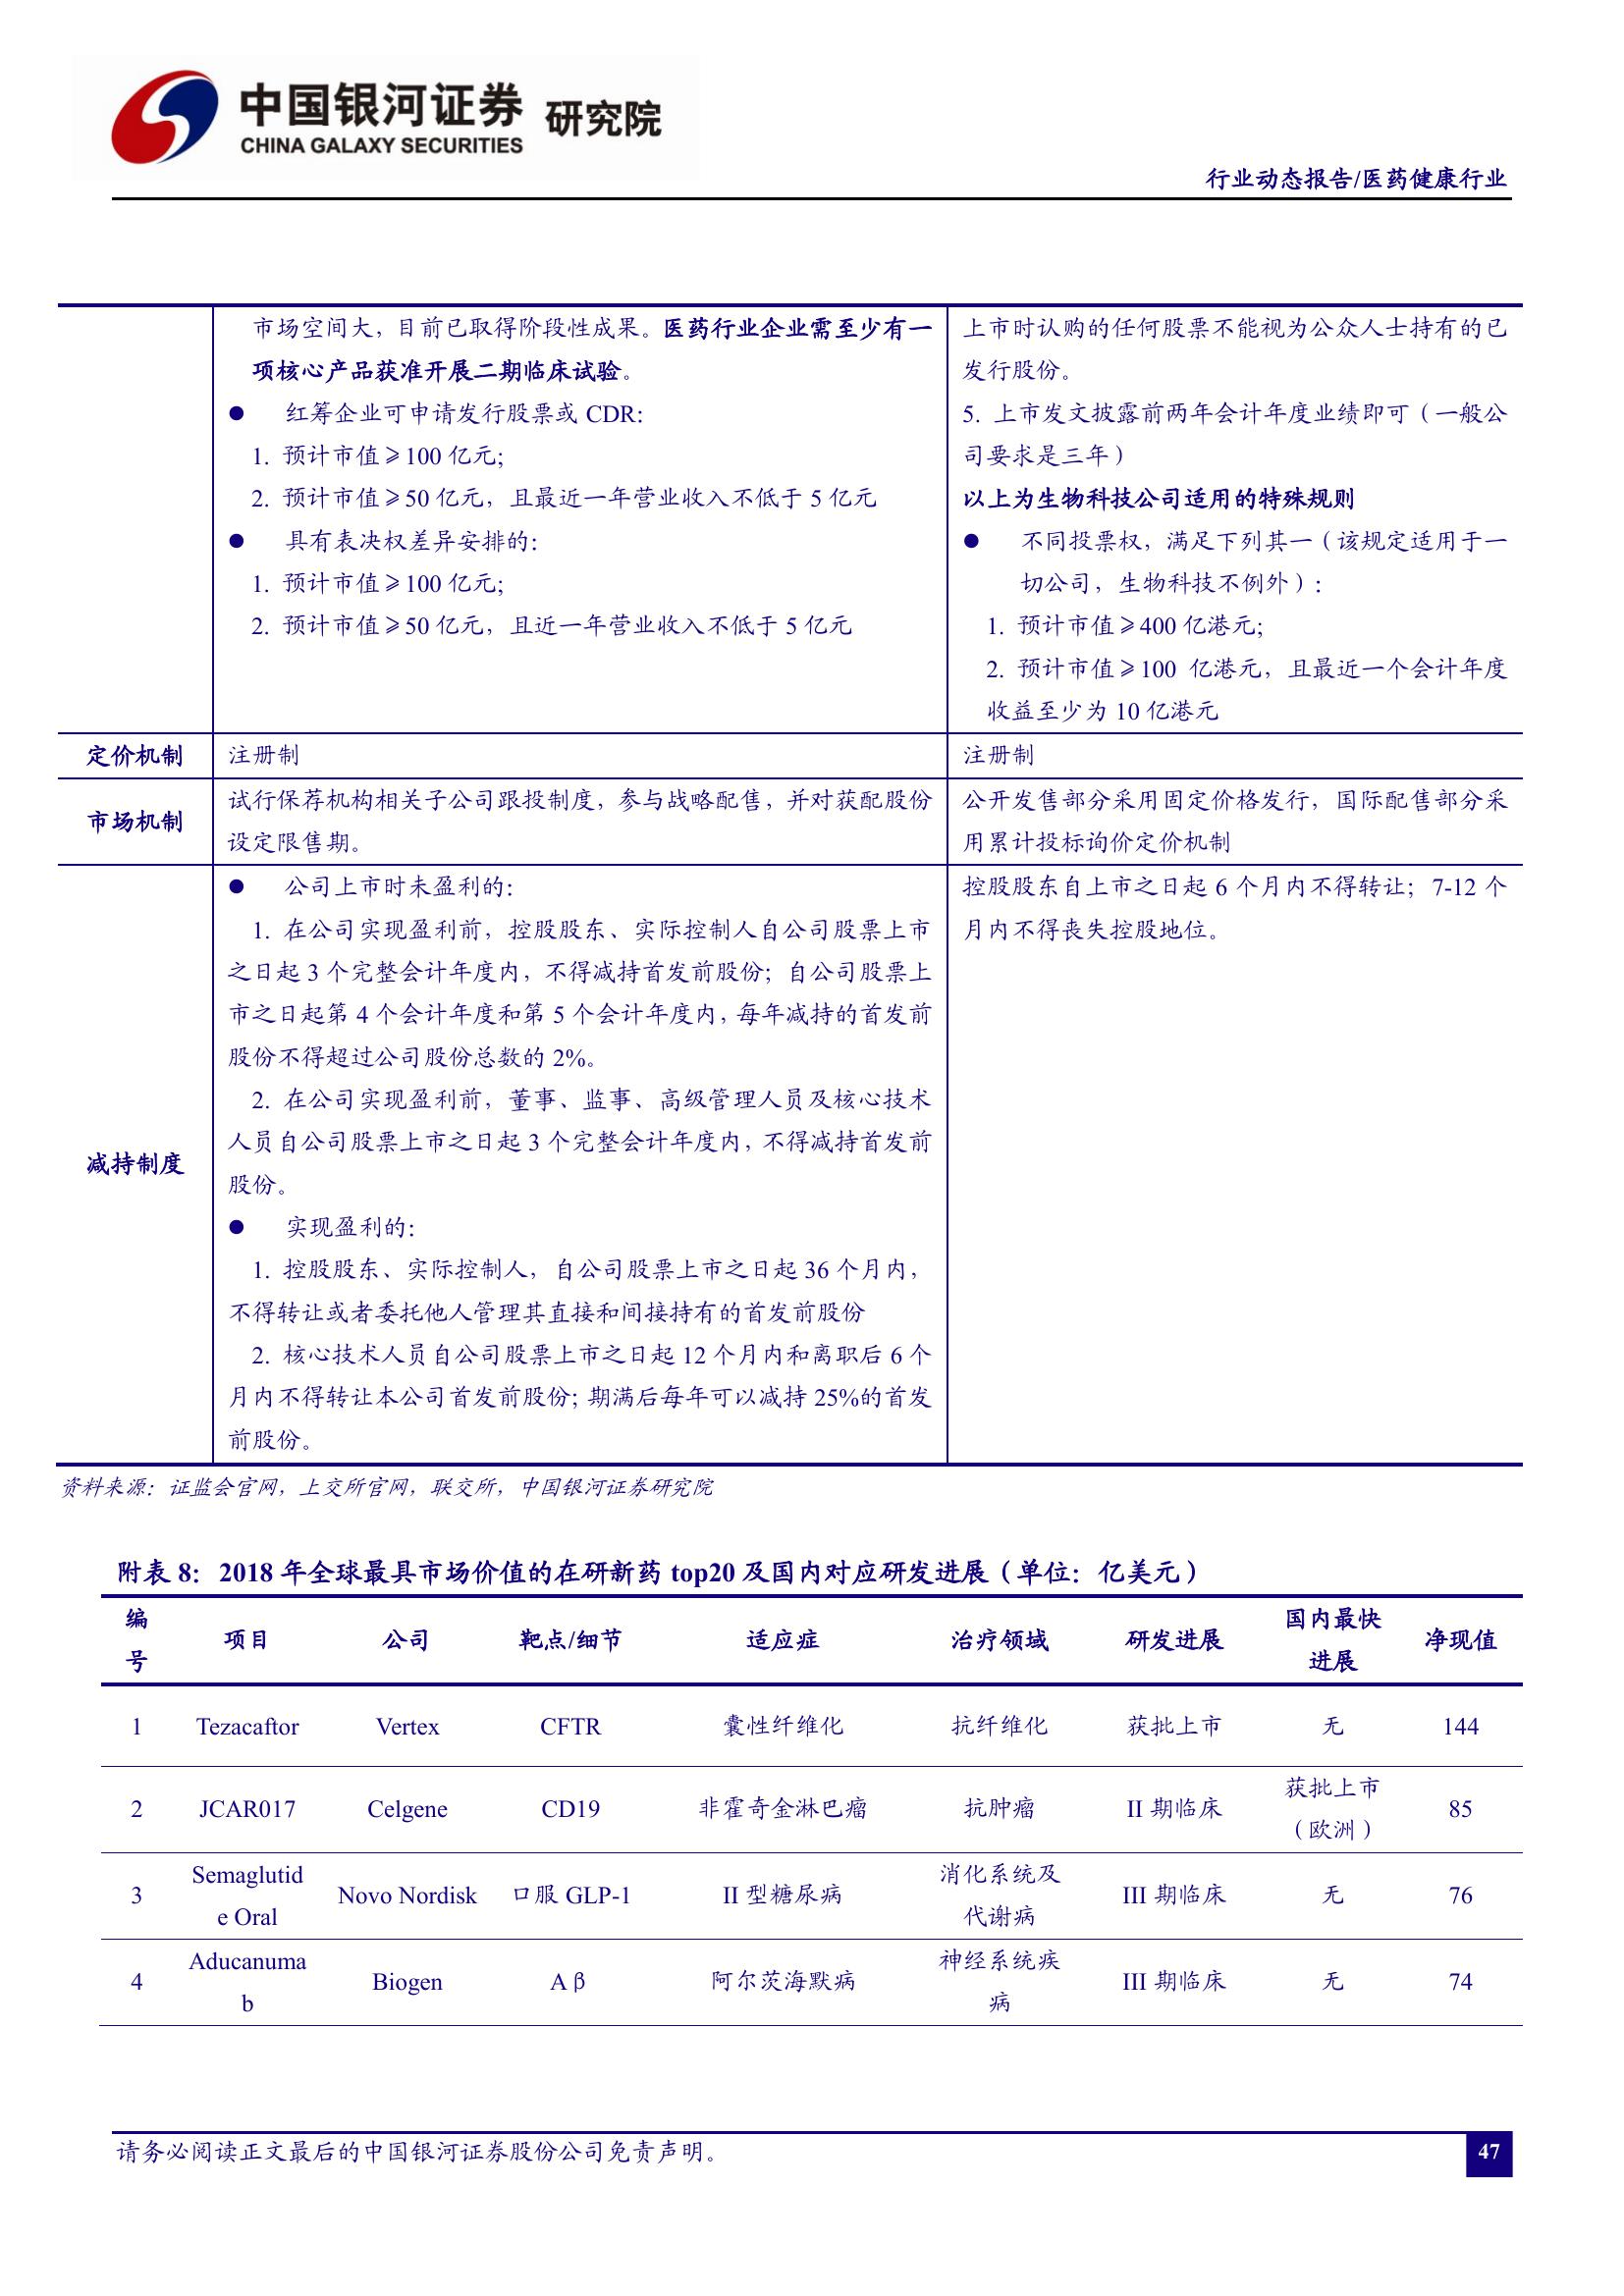 中国银河证券 研究院
CHINA GALAXY SECURITIES
行业动态报告/医药健康行业
市场空间大，目前已取得阶段性成果。医药行业企业需至少有一
项核心产品获准开展二期临床试验。
● 红筹企业可申请发行股票或 CDR:
1. 预计市值≥100 亿元;
2. 预计市值≥50 亿元，且最近一年营业收入不低于 5 亿元
● 具有表决权差异安排的:
1. 预计市值≥100 亿元;
2. 预计市值≥50 亿元，且近一年营业收入不低于 5 亿元
上市时认购的任何股票不能视为公众人士持有的已
发行股份。
5. 上市发文披露前两年会计年度业绩即可（一般公
司要求是三年）
以上为生物科技公司适用的特殊规则
● 不同投票权，满足下列其一（该规定适用于一
切公司，生物科技不例外）:
1. 预计市值≥400 亿港元;
2. 预计市值≥100 亿港元，且最近一个会计年度
收益至少为 10 亿港元
定价机制
注册制
注册制
市场机制
试行保荐机构相关子公司跟投制度，参与战略配售，并对获配股份
设定限售期。
公开发售部分采用固定价格发行，国际配售部分采
用累计投标询价定价机制
减持制度
● 公司上市时未盈利的:
1. 在公司实现盈利前，控股股东、实际控制人自公司股票上市
之日起 3 个完整会计年度内，不得减持首发前股份；自公司股票上
市之日起第 4 个会计年度和第 5 个会计年度内，每年减持的首发前
股份不得超过公司股份总数的 2%。
2. 在公司实现盈利前，董事、监事、高级管理人员及核心技术
人员自公司股票上市之日起 3 个完整会计年度内，不得减持首发前
股份。
● 实现盈利的:
1. 控股股东、实际控制人，自公司股票上市之日起 36 个月内，
不得转让或者委托他人管理其直接和间接持有的首发前股份
2. 核心技术人员自公司股票上市之日起 12 个月内和离职后 6 个
月内不得转让本公司首发前股份；期满后每年可以减持 25%的首发
前股份。
控股股东自上市之日起 6 个月内不得转让；7-12 个
月内不得丧失控股地位。
资料来源：证监会官网，上交所官网，联交所，中国银河证券研究院
附表 8：2018 年全球最具市场价值的在研新药 top20 及国内对应研发进展（单位：亿美元）
编
号
项目
公司
靶点/细节
适应症
治疗领域
研发进展
国内最快
进展
净现值
1 Tezacaftor Vertex CFTR 囊性纤维化 抗纤维化 获批上市 无 144
2 JCAR017 Celgene CD19 非霍奇金淋巴瘤 抗肿瘤 II 期临床
获批上市
（欧洲）
85
3
Semaglutid
e Oral
Novo Nordisk 口服 GLP-1 II 型糖尿病
消化系统及
代谢病
III 期临床 无 76
4
Aducanuma
b
Biogen Aβ 阿尔茨海默病
神经系统疾
病
III 期临床 无 74
请务必阅读正文最后的中国银河证券股份公司免责声明。
47